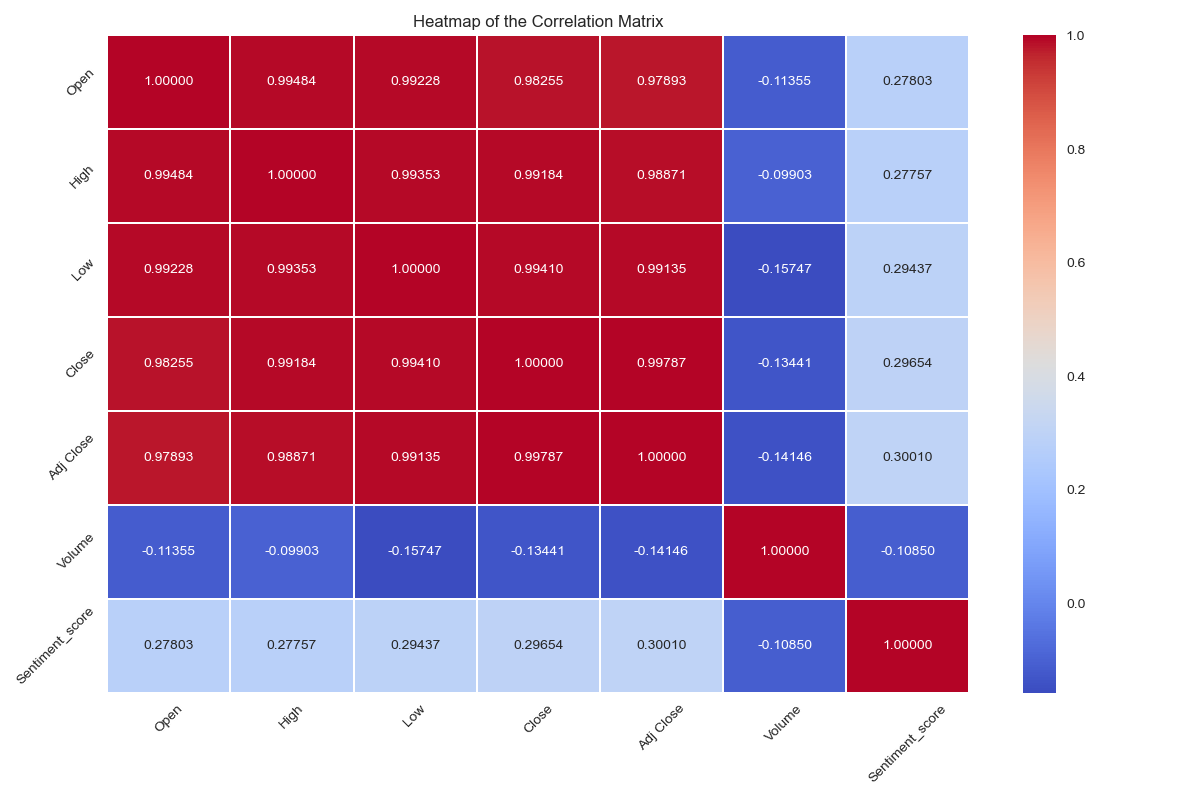 Heatmap of the Correlation Matrix
Open 1.00000 0.99484 0.99228 0.98255 0.97893 -0.11355 0.27803
High 0.99484 1.00000 0.99353 0.99184 0.98871 -0.09903 0.27757
Low 0.99228 0.99353 1.00000 0.99410 0.99135 -0.15747 0.29437
Close 0.98255 0.99184 0.99410 1.00000 0.99787 -0.13441 0.29654
Adj Close 0.97893 0.98871 0.99135 0.99787 1.00000 -0.14146 0.30010
Volume -0.11355 -0.09903 -0.15747 -0.13441 -0.14146 1.00000 -0.10850
Sentiment_score 0.27803 0.27757 0.29437 0.29654 0.30010 -0.10850 1.00000
Open High Low Close Adj Close Volume Sentiment_score
1.0
0.8
0.6
0.4
0.2
0.0